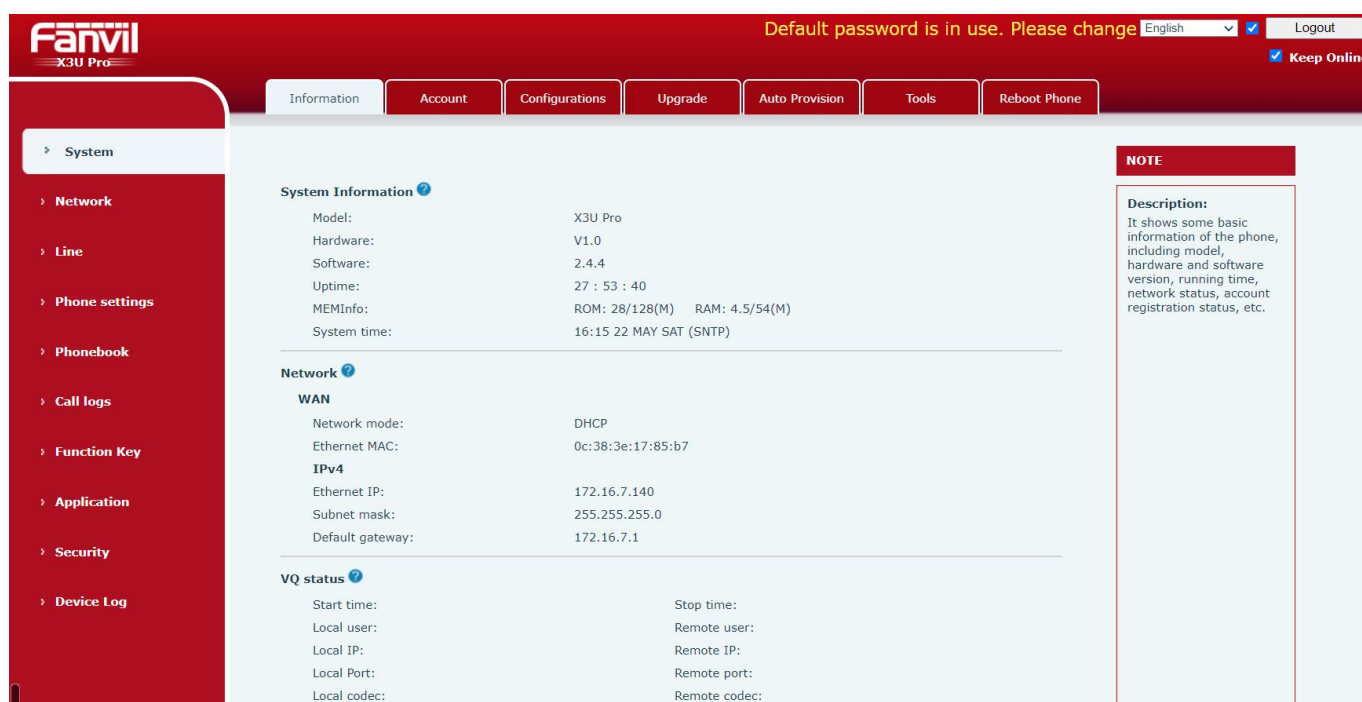 Fanvil
X3U Pro
Default password is in use. Please change English Logout
Keep Onlin
Information Account Configurations Upgrade Auto Provision Tools Reboot Phone
System
Network
Line
Phone settings
Phonebook
Call logs
Function Key
Application
Security
Device Log
System Information
Model: X3U Pro
Hardware: V1.0
Software: 2.4.4
Uptime: 27 : 53 : 40
MEMInfo: ROM: 28/128(M) RAM: 4.5/54(M)
System time: 16:15 22 MAY SAT (SNTP)
Network
WAN
Network mode: DHCP
Ethernet MAC: 0c:38:3e:17:85:b7
IPv4
Ethernet IP: 172.16.7.140
Subnet mask: 255.255.255.0
Default gateway: 172.16.7.1
VQ status
Start time: Stop time:
Local user: Remote user:
Local IP: Remote IP:
Local Port: Remote port:
Local codec: Remote codec:
NOTE
Description:
It shows some basic
information of the phone,
including model,
hardware and software
version, running time,
network status, account
registration status, etc.